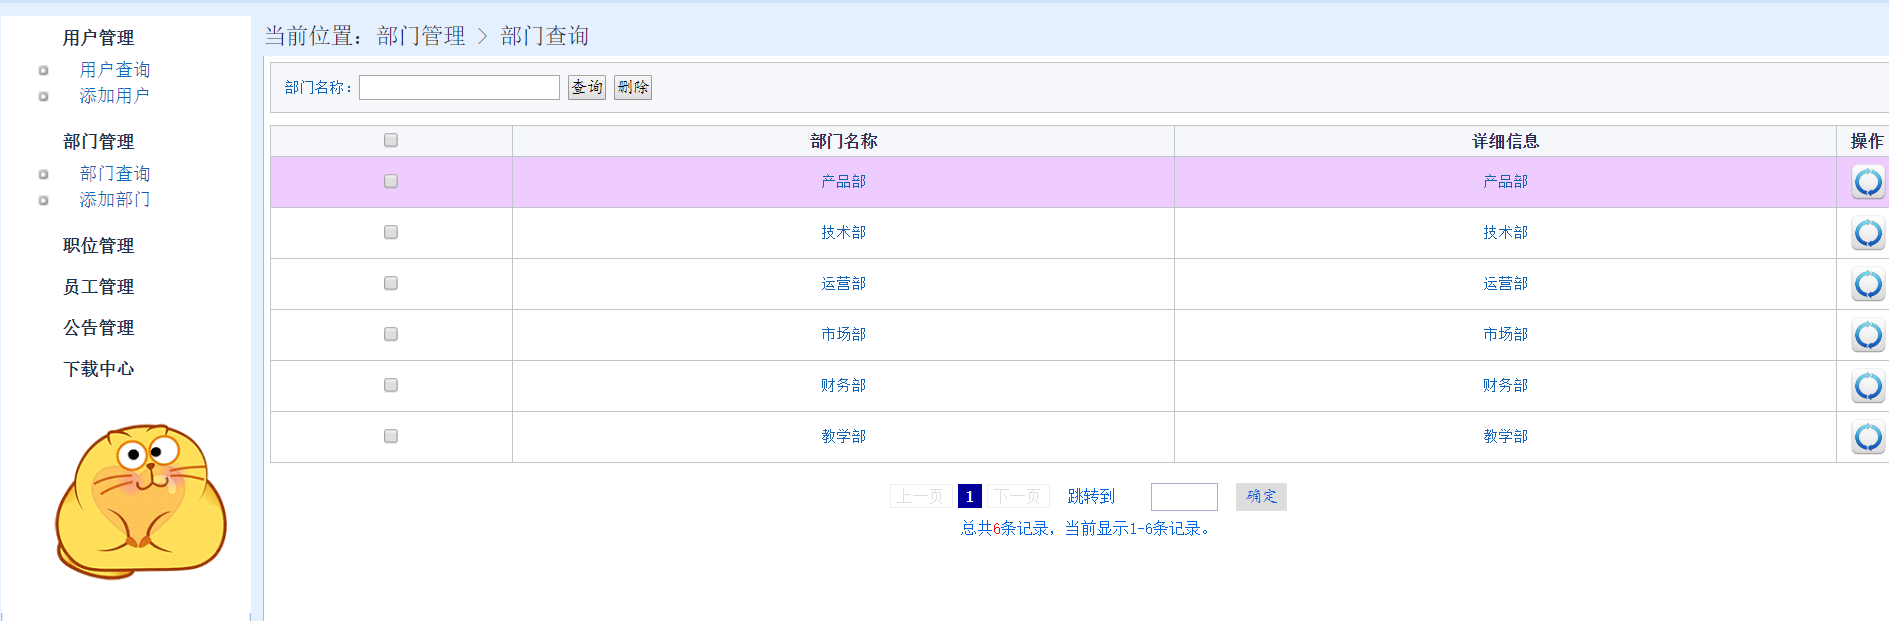 用户管理
用户查询
添加用户
部门管理
部门查询
添加部门
职位管理
员工管理
公告管理
下载中心
当前位置：部门管理 > 部门查询
部门名称： 查询 删除
部门名称 详细信息 操作
产品部 产品部
技术部 技术部
运营部 运营部
市场部 市场部
财务部 财务部
教学部 教学部
上一页 1 下一页 跳转到 确定
总共6条记录，当前显示1-6条记录。